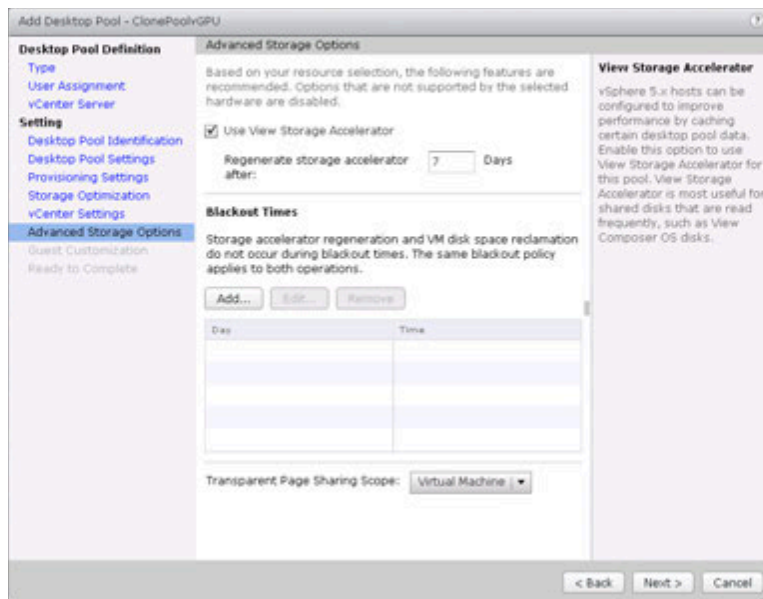 Add Desktop Pool - ClonePoolvGPU
?
Desktop Pool Definition
Type
User Assignment
vCenter Server
Setting
Desktop Pool Identification
Desktop Pool Settings
Provisioning Settings
Storage Optimization
vCenter Settings
Advanced Storage Options
Guest Customization
Ready to Complete
Advanced Storage Options
Based on your resource selection, the following features are
recommended. Options that are not supported by the selected
hardware are disabled.
Use View Storage Accelerator
Regenerate storage accelerator
after:
7
Days
Blackout Times
Storage accelerator regeneration and VM disk space reclamation
do not occur during blackout times. The same blackout policy
applies to both operations.
Add...
Edit...
Remove
Day
Time
Transparent Page Sharing Scope:
Virtual Machine
View Storage Accelerator
vSphere 5.x hosts can be
configured to improve
performance by caching
certain desktop pool data.
Enable this option to use
View Storage Accelerator for
this pool. View Storage
Accelerator is most useful for
shared disks that are read
frequently, such as View
Composer OS disks.
< Back
Next >
Cancel